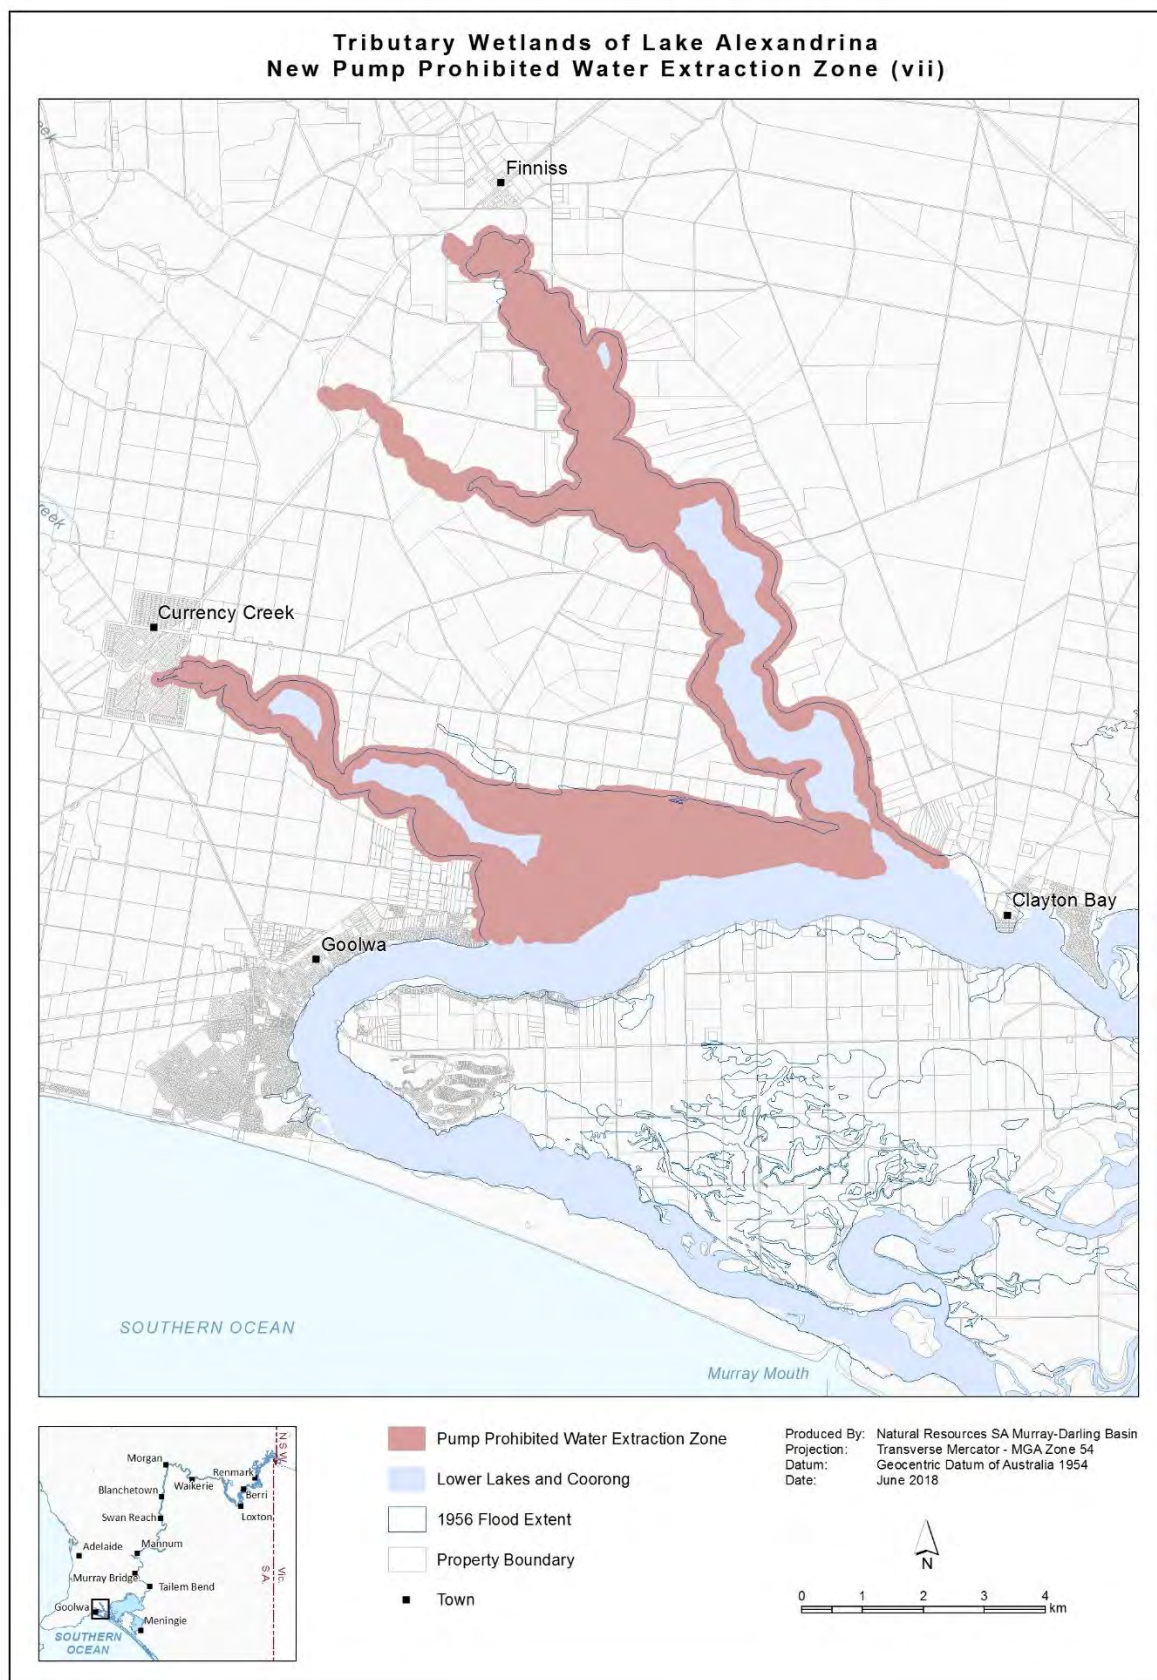 Tributary Wetlands of Lake Alexandrina
New Pump Prohibited Water Extraction Zone (vii)
eek
Finniss
reek
Currency Creek
Clayton Bay
Goolwa
SOUTHERN OCEAN
Murray Mouth
N.S.W.
Morgan
Renmark
Waikerie
Blanchetown
Berri
Loxton
Swan Reach
Adelaide
Mannum
Murray Bridge
Vic.
S.A.
Tailem Bend
Goolwa
Meningie
SOUTHERN
OCEAN
Pump Prohibited Water Extraction Zone
Lower Lakes and Coorong
1956 Flood Extent
Property Boundary
Town
Produced By: Natural Resources SA Murray-Darling Basin
Projection: Transverse Mercator - MGA Zone 54
Datum: Geocentric Datum of Australia 1954
Date: June 2018
N
0 1 2 3 4
km